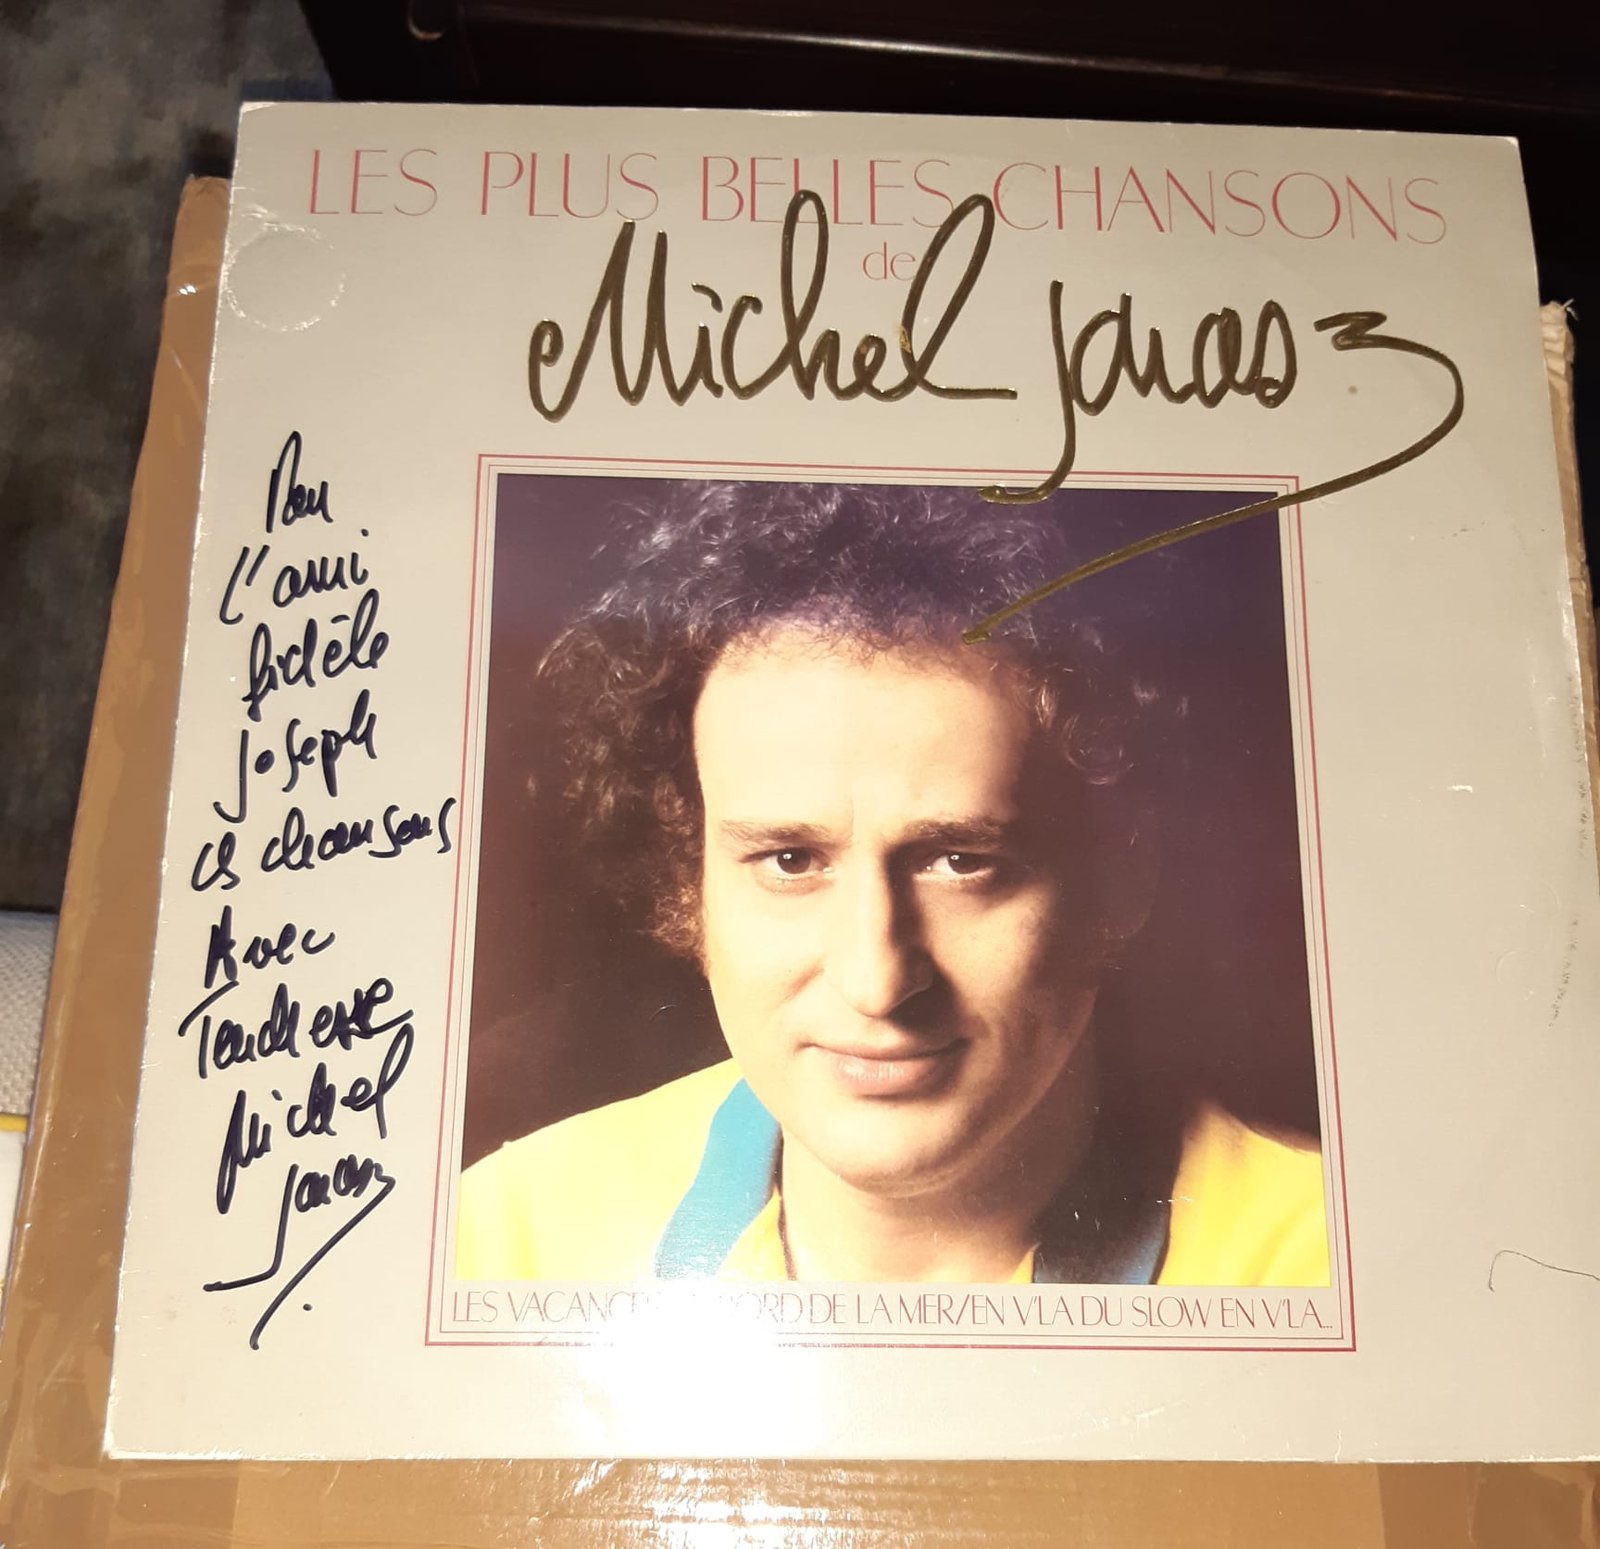 LES PLUS BELLES CHANSONS
de
Michel Jonasz
Pour
l'ami
fidèle
Joseph
ces chansons
Avec
Tendresse
Michel
Jonasz
LES VACANCES BORD DE LA MER/EN V'LA DU SLOW EN V'LA...